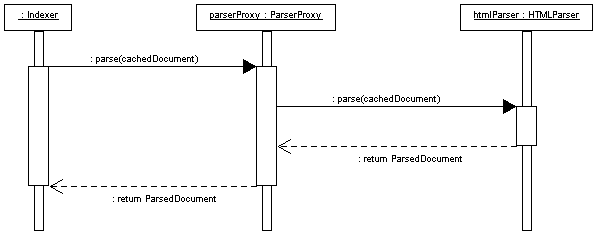 : Indexer
parserProxy : ParserProxy
htmlParser : HTMLParser
: parse(cachedDocument)
: parse(cachedDocument)
: return ParsedDocument
: return ParsedDocument